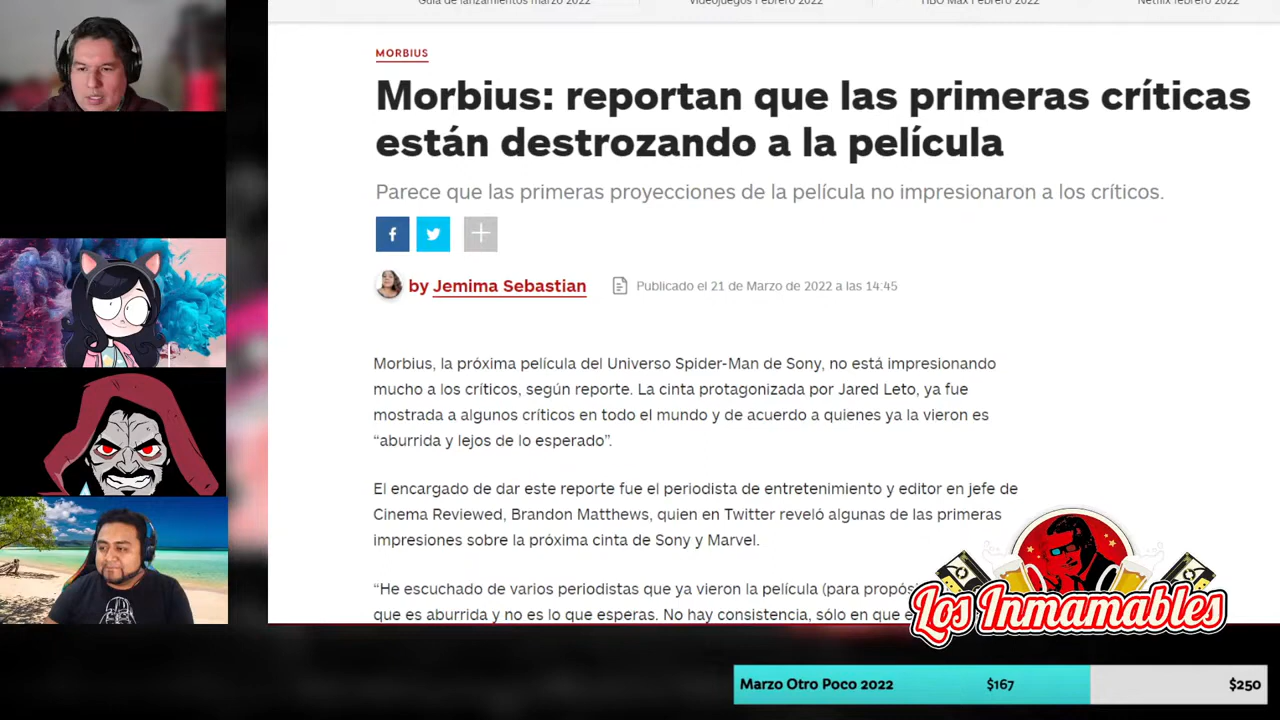 Guía de lanzamientos marzo 2022
Videojuegos Febrero 2022
HBO Max Febrero 2022
Netflix febrero 2022
MORBIUS
Morbius: reportan que las primeras críticas
están destrozando a la película
Parece que las primeras proyecciones de la película no impresionaron a los críticos.
by Jemima Sebastian
Publicado el 21 de Marzo de 2022 a las 14:45
Morbius, la próxima película del Universo Spider-Man de Sony, no está impresionando
mucho a los críticos, según reporte. La cinta protagonizada por Jared Leto, ya fue
mostrada a algunos críticos en todo el mundo y de acuerdo a quienes ya la vieron es
“aburrida y lejos de lo esperado”.
El encargado de dar este reporte fue el periodista de entretenimiento y editor en jefe de
Cinema Reviewed, Brandon Matthews, quien en Twitter reveló algunas de las primeras
impresiones sobre la próxima cinta de Sony y Marvel.
“He escuchado de varios periodistas que ya vieron la película (para
que es aburrida y no es lo que esperas. No hay consistencia, sólo en que
Los Inmamables
Marzo Otro Poco 2022 $167 $250